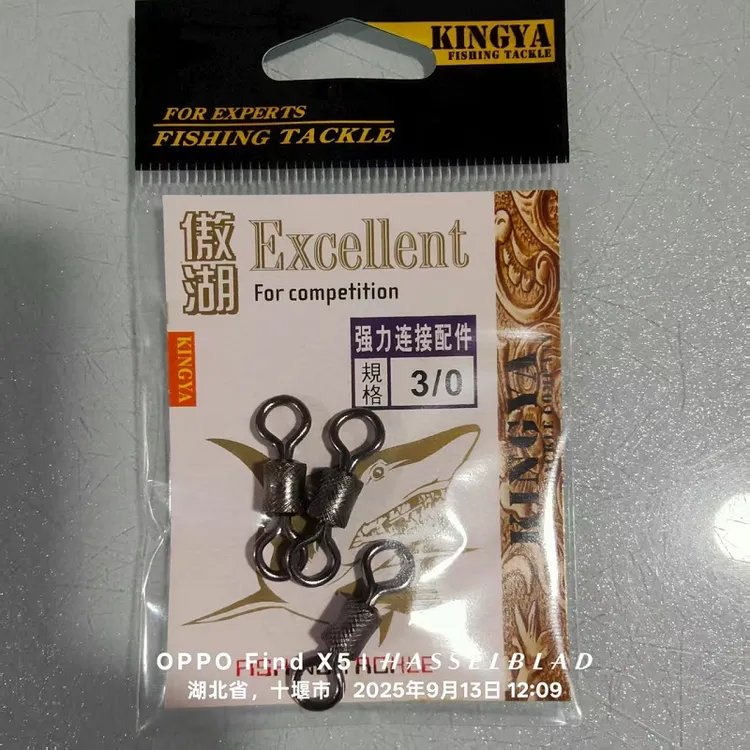 KINGYA
FISHING TACKLE
FOR EXPERTS
FISHING TACKLE
傲湖
Excellent
For competition
KINGYA
强力连接配件
規格
3/0
KINGYA
OPPO Find X5 | HASSELBLAD
湖北省，十堰市 | 2025年9月13日 12:09